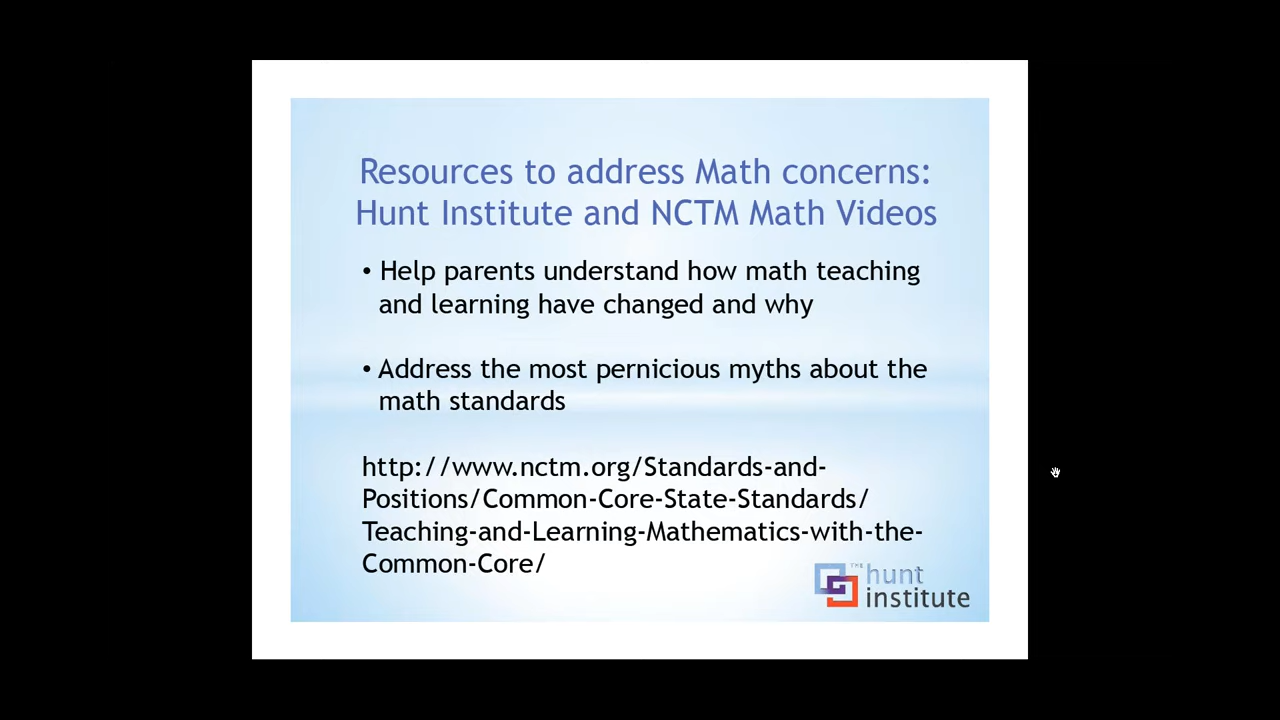 Resources to address Math concerns:
Hunt Institute and NCTM Math Videos
• Help parents understand how math teaching
and learning have changed and why
• Address the most pernicious myths about the
math standards
http://www.nctm.org/Standards-and-
Positions/Common-Core-State-Standards/
Teaching-and-Learning-Mathematics-with-the-
Common-Core/
THE hunt
institute